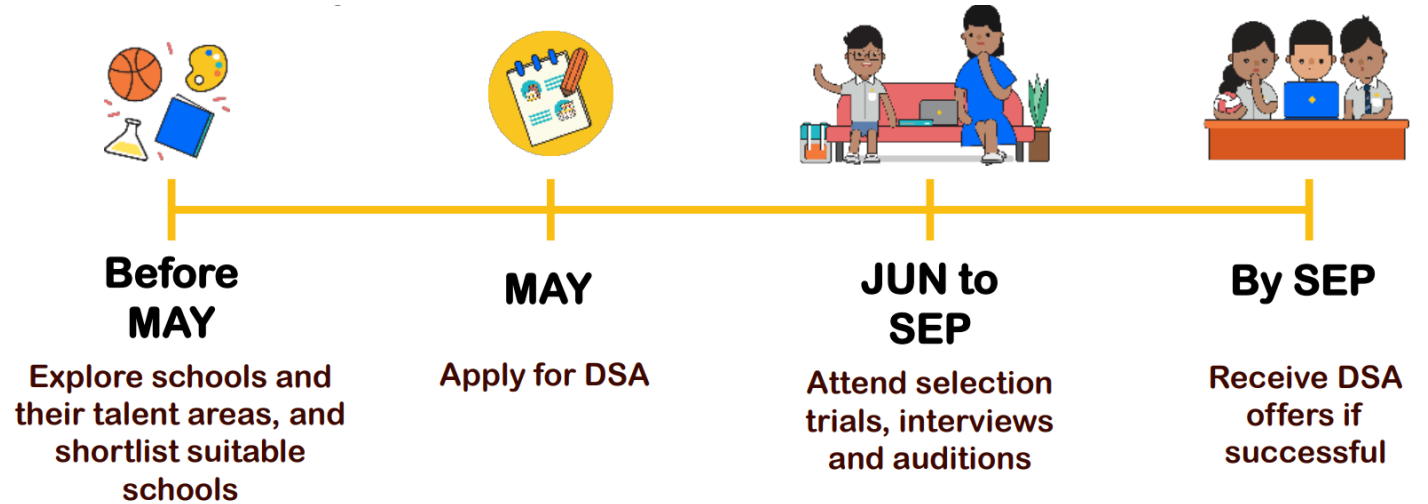 Before
MAY
Explore schools and
their talent areas, and
shortlist suitable
schools
MAY
Apply for DSA
JUN to
SEP
Attend selection
trials, interviews
and auditions
By SEP
Receive DSA
offers if
successful